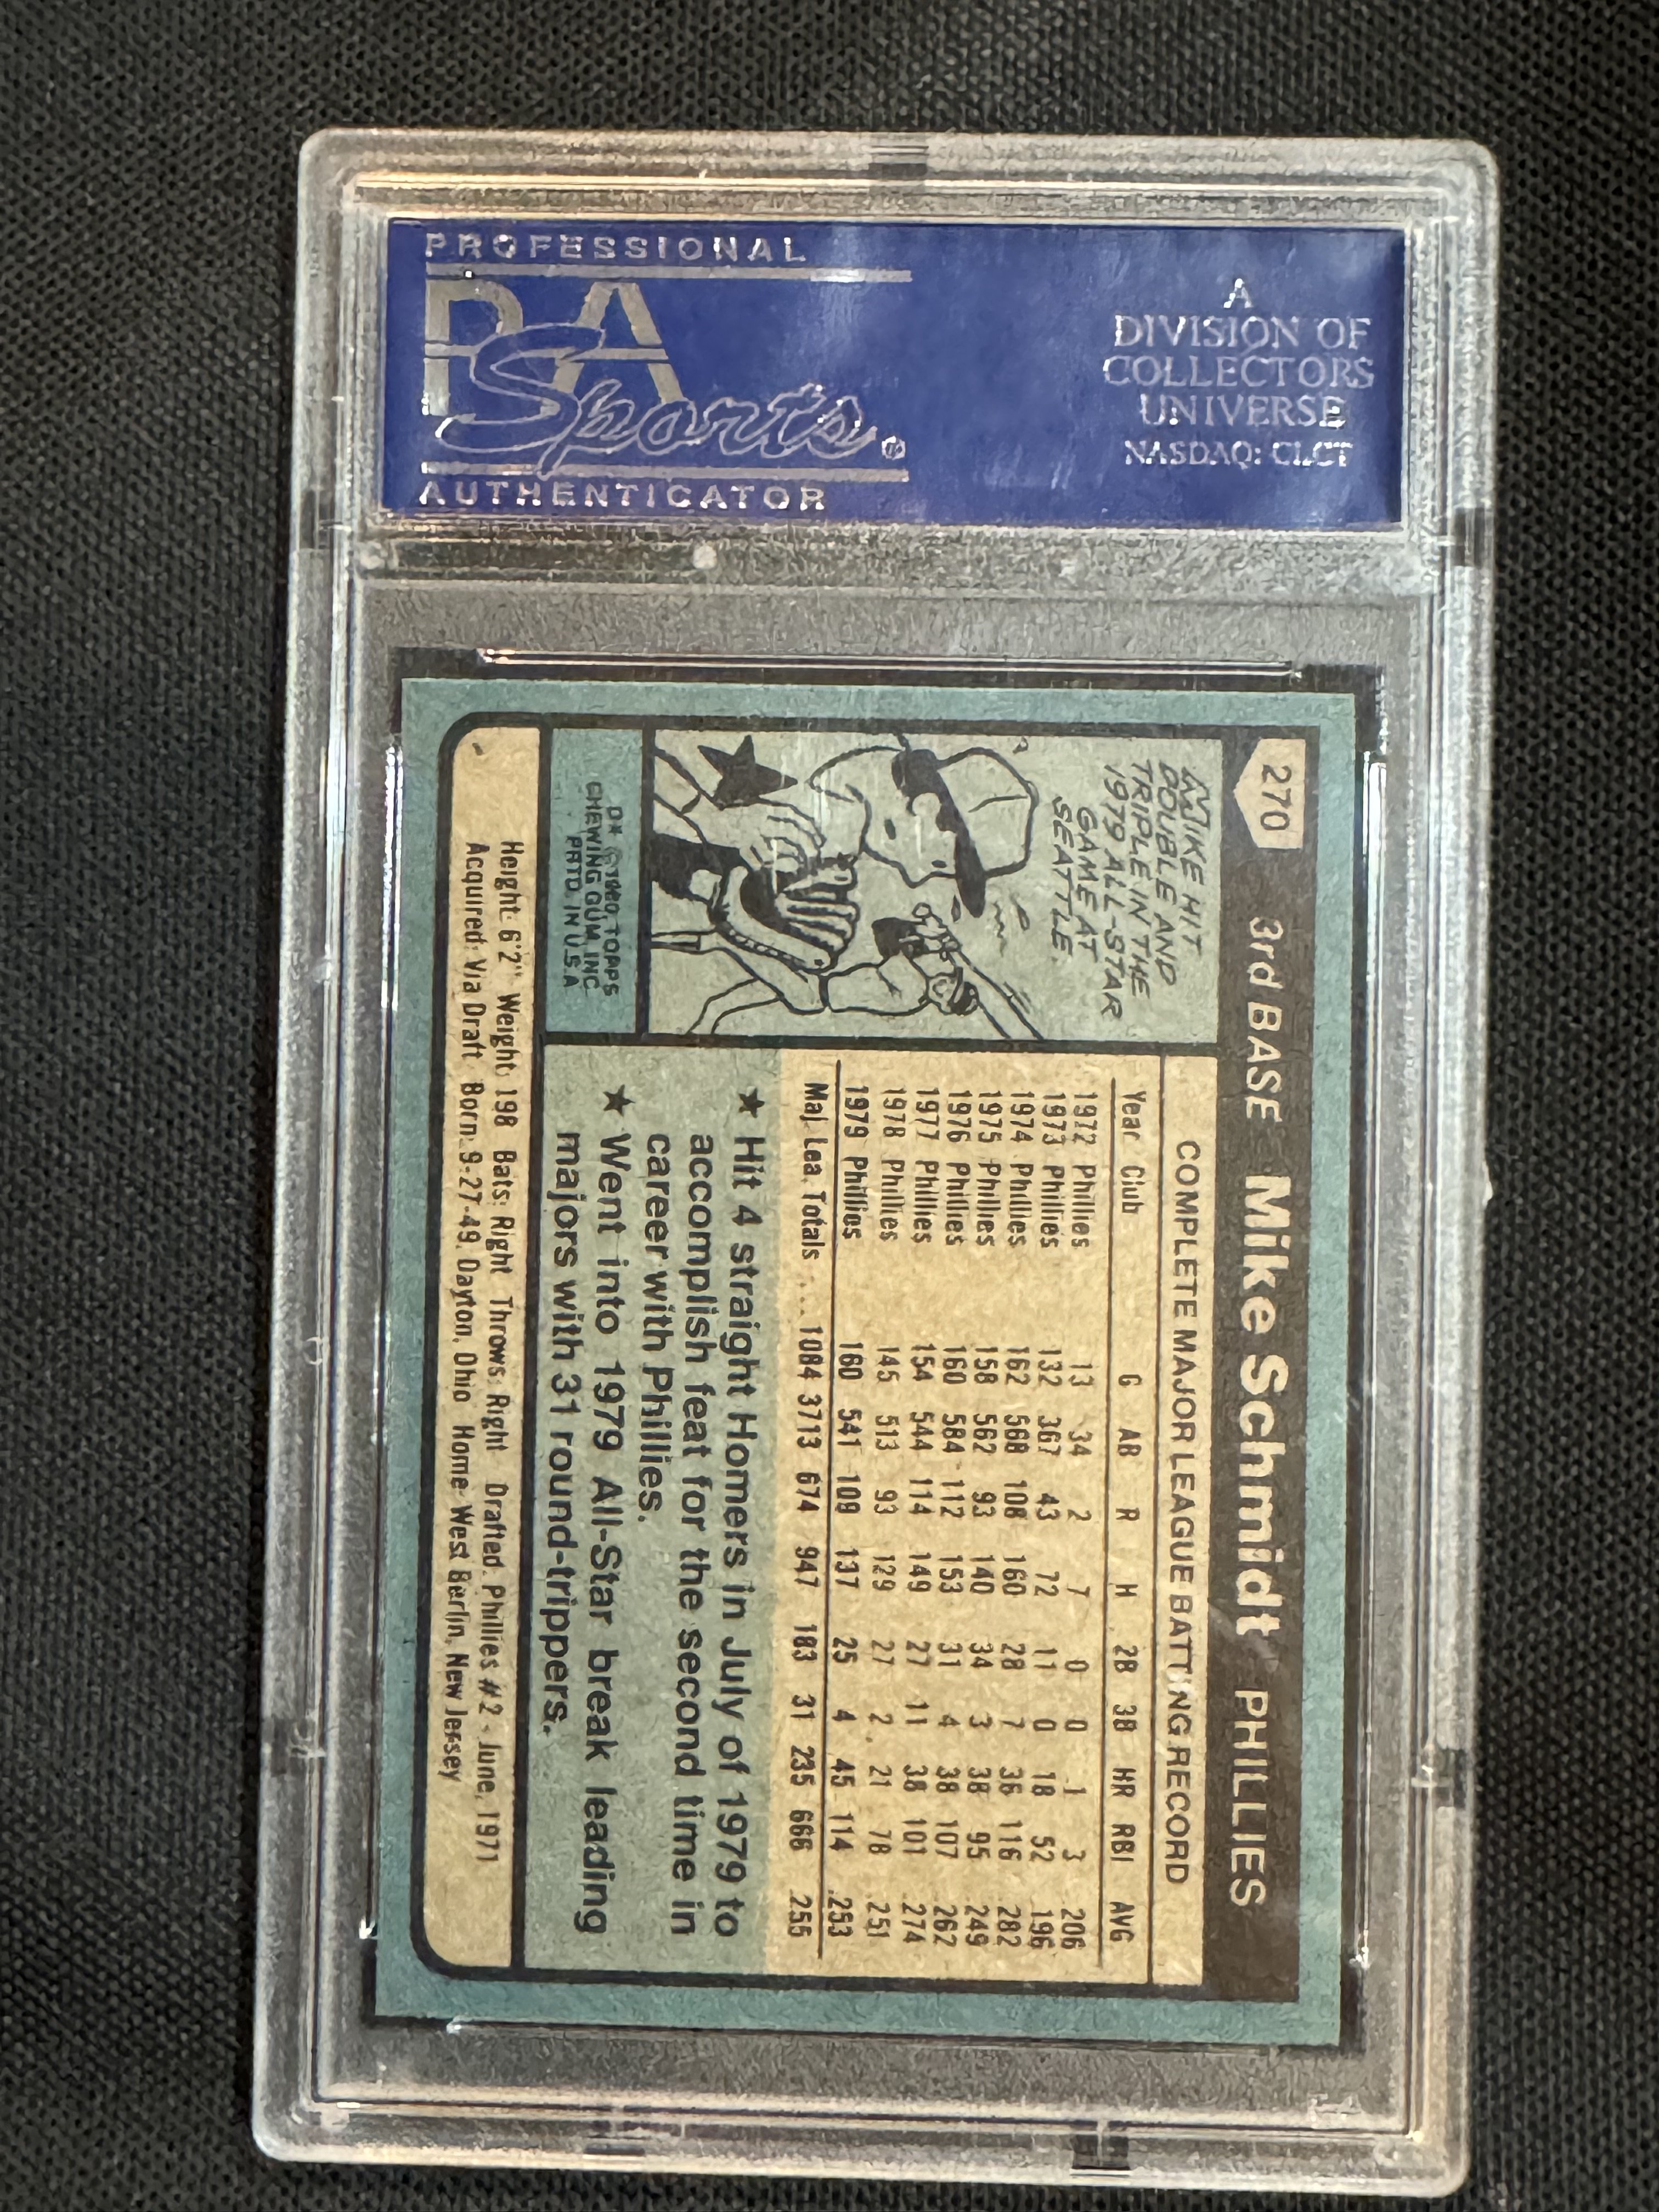 PROFESSIONAL
PSA
Sports®
AUTHENTICATOR
A
DIVISION OF
COLLECTORS
UNIVERSE
NASDAQ: CLCT
270 3rd BASE Mike Schmidt PHILLIES
MIKE HIT
DOUBLE AND
TRIPLE IN THE
1979 ALL-STAR
GAME AT
SEATTLE.
D* ©1980 TOPPS
CHEWING GUM, INC.
PRTD. IN U.S.A.
COMPLETE MAJOR LEAGUE BATTING RECORD
Year Club G AB R H 2B 3B HR RBI AVG
1972 Phillies 13 34 2 7 0 0 1 3 .206
1973 Phillies 132 367 43 72 11 0 18 52 .196
1974 Phillies 162 568 108 160 28 7 36 116 .282
1975 Phillies 158 562 93 140 34 3 38 95 .249
1976 Phillies 160 584 112 153 31 4 38 107 .262
1977 Phillies 154 544 114 149 27 11 38 101 .274
1978 Phillies 145 513 93 129 27 2 21 78 .251
1979 Phillies 160 541 109 137 25 4 45 114 .253
Maj. Lea. Totals ... 1084 3713 674 947 183 31 235 666 .255
★ Hit 4 straight Homers in July of 1979 to
accomplish feat for the second time in
career with Phillies.
★ Went into 1979 All-Star break leading
majors with 31 round-trippers.
Height: 6'2" Weight: 198 Bats: Right Throws: Right Drafted: Phillies #2 - June, 1971
Acquired: Via Draft Born: 9-27-49, Dayton, Ohio Home: West Berlin, New Jersey